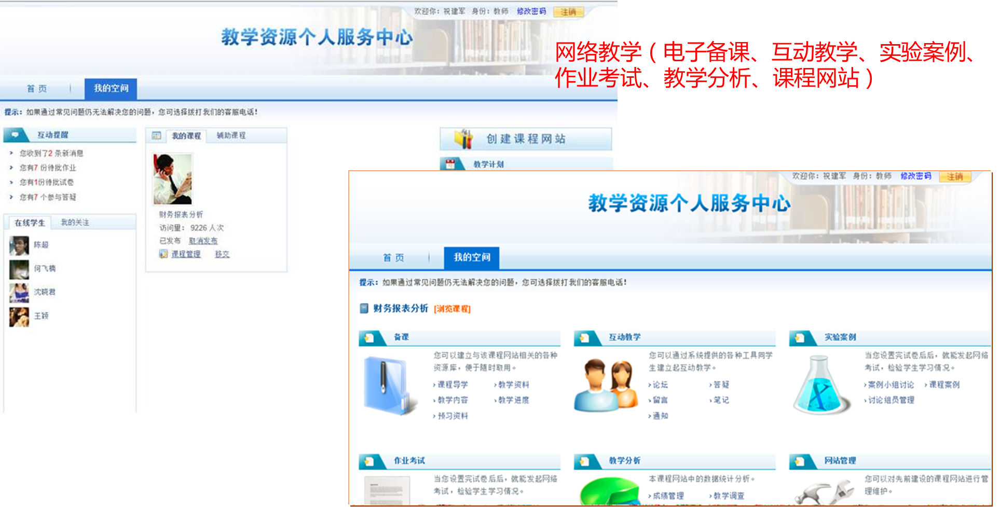 欢迎你：祝建军 身份：教师 修改密码 注销
教学资源个人服务中心
网络教学（电子备课、互动教学、实验案例、
作业考试、教学分析、课程网站）
首 页 我的空间
提示：如果通过常见问题仍无法解决您的问题，您可选择拨打我们的客服电话！
互动提醒
您收到了2 条新消息
您有7 份待批作业
您有1份待批试卷
您有7 个参与答疑
在线学生 我的关注
陈超
何飞楠
沈晓君
王颖
我的课程 辅助课程
财务报表分析
访问量： 9226 人次
已发布 取消发布
课程管理 移交
创建课程网站
教学计划
欢迎你：祝建军 身份：教师 修改密码 注销
教学资源个人服务中心
首 页 我的空间
提示：如果通过常见问题仍无法解决您的问题，您可选择拨打我们的客服电话！
财务报表分析 [浏览课程]
备课
您可以建立与该课程网站相关的各种
资源库，便于随时取用。
课程导学 教学资料
教学内容 教学进度
预习资料
互动教学
您可以通过系统提供的各种工具同学
生建立起互动教学。
论坛 答疑
留言 笔记
通知
实验案例
当您设置完试卷后后，就能发起网络
考试，检验学生学习情况。
案例小组讨论 课程案例
讨论组员管理
作业考试
当您设置完试卷后后，就能发起网络
考试，检验学生学习情况。
教学分析
本课程网站中的数据统计分析。
成绩管理 教学调查
网站管理
您可以对先前建设的课程网站进行管
理维护。